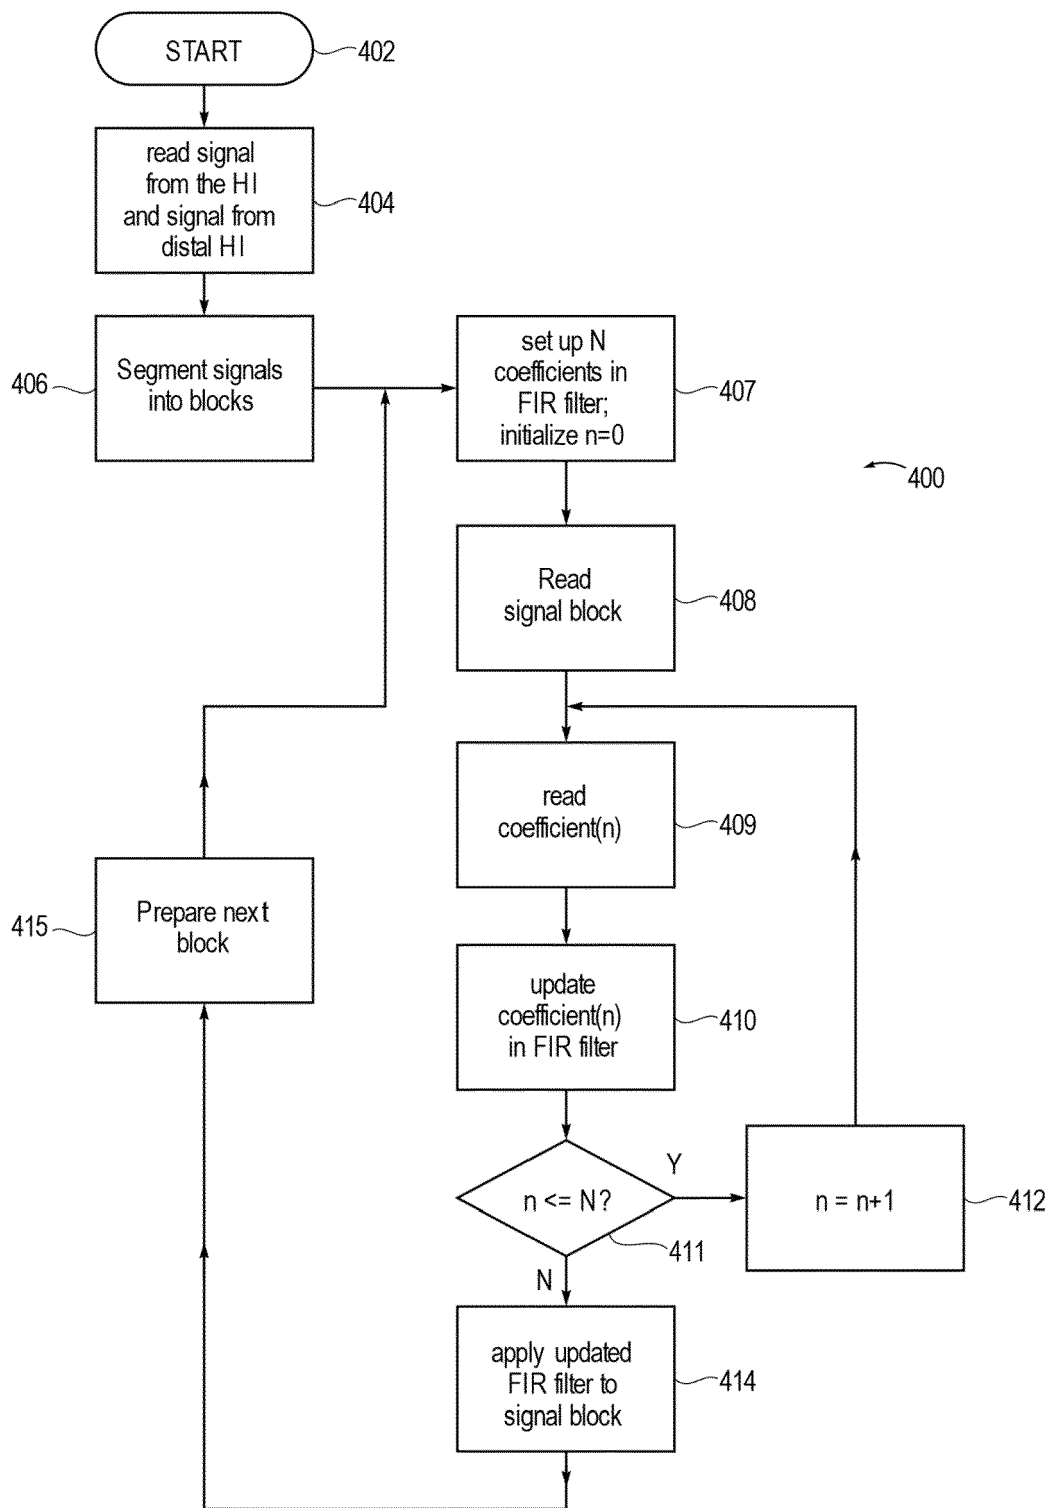 START
402
read signal
from the HI
and signal from
distal HI
404
Segment signals
into blocks
406
set up N
coefficients in
FIR filter;
initialize n=0
407
400
Read
signal block
408
read
coefficient(n)
409
Prepare next
block
415
update
coefficient(n)
in FIR filter
410
n <= N?
Y
411
N
n = n+1
412
apply updated
FIR filter to
signal block
414